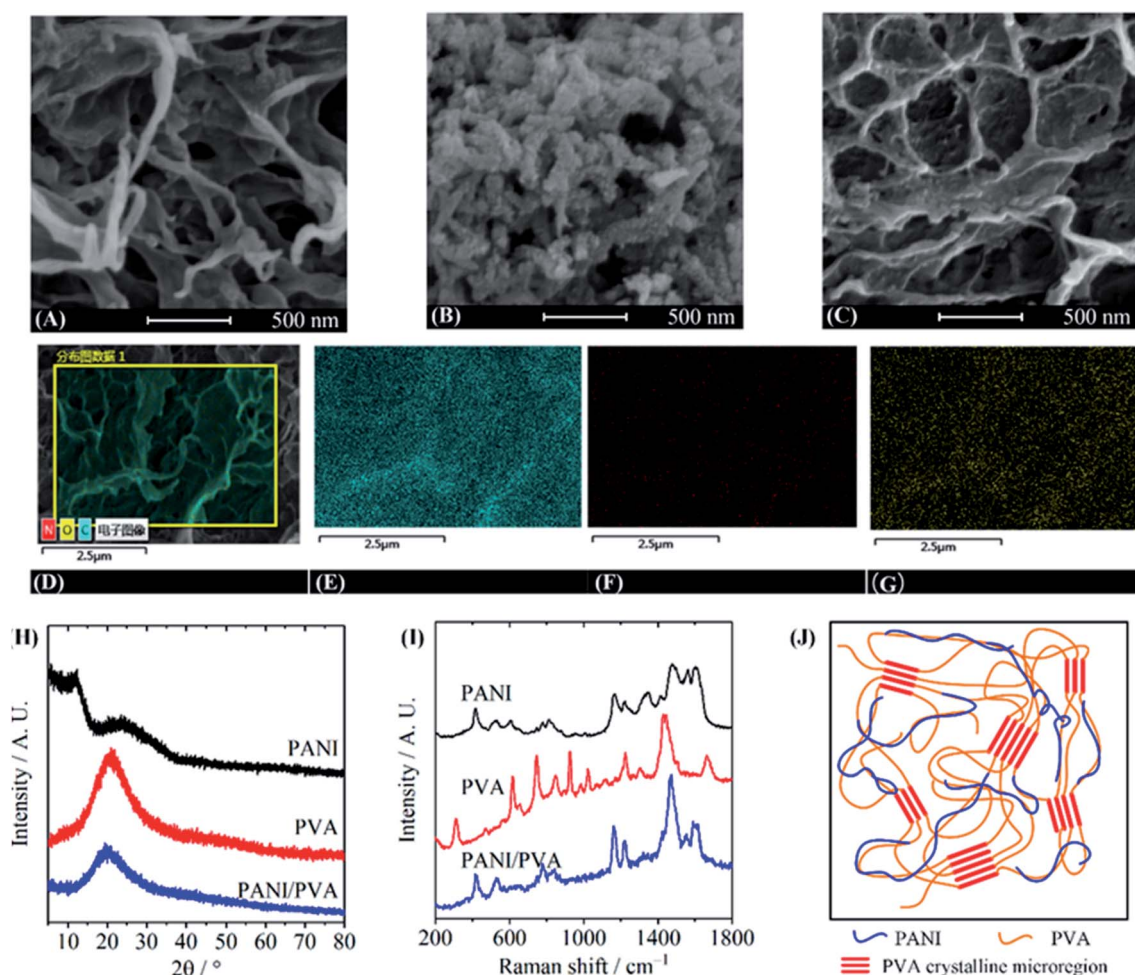 (A)
500 nm
(B)
500 nm
(C)
500 nm
分布图数据 1
N O C 电子图像
2.5μm
2.5μm
2.5μm
2.5μm
(D)
(E)
(F)
(G)
H)
Intensity / A. U.
PANI
PVA
PANI/PVA
10 20 30 40 50 60 70 80
2θ / °
(I)
Intensity / A. U.
PANI
PVA
PANI/PVA
200 600 1000 1400 1800
Raman shift / cm⁻¹
(J)
PANI
PVA
PVA crystalline microregion